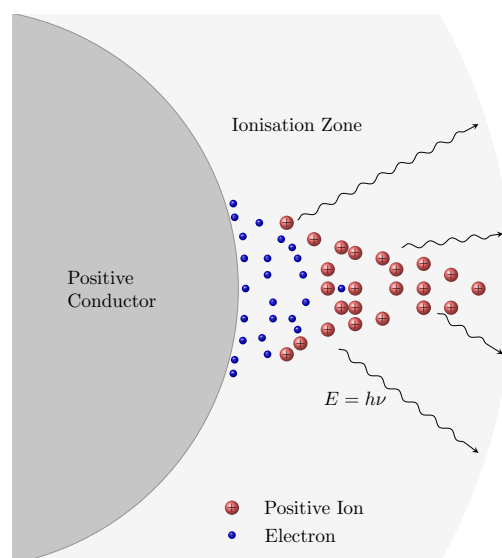 Ionisation Zone
Positive
Conductor
E = hν
Positive Ion
Electron